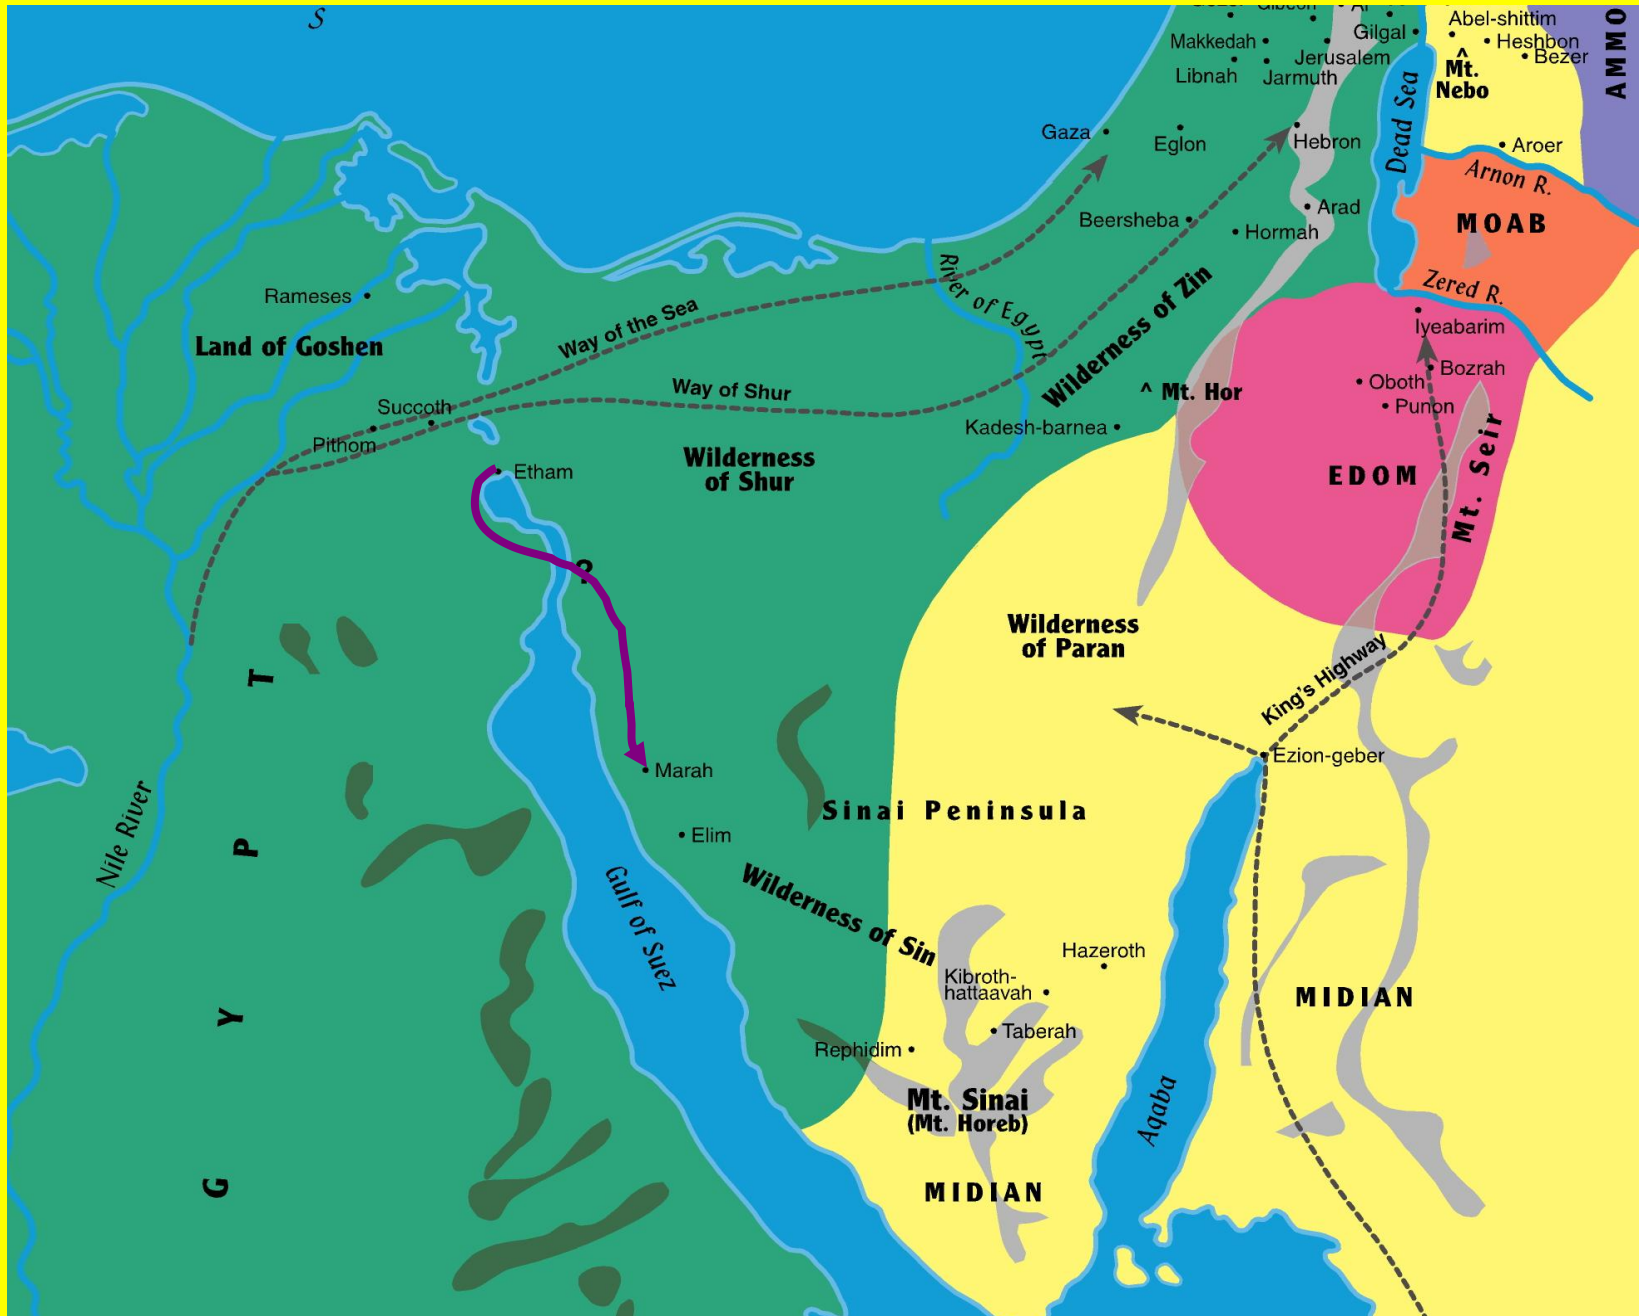 S
Gezer
Gibeon
Ai
Gilgal
Abel-shittim
Heshbon
Bezer
AMMO
Makkedah
Jerusalem
Libnah
Jarmuth
^
Mt.
Nebo
Dead Sea
Gaza
Eglon
Hebron
Aroer
Arnon R.
Beersheba
Arad
Hormah
MOAB
River of Egypt
Wilderness of Zin
Zered R.
Rameses
Way of the Sea
Iyeabarim
Land of Goshen
Way of Shur
^ Mt. Hor
Bozrah
Oboth
Punon
Succoth
Pithom
Kadesh-barnea
Wilderness
of Shur
Etham
EDOM
Mt. Seir
?
Wilderness
of Paran
King's Highway
Ezion-geber
Marah
Sinai Peninsula
Elim
Nile River
G Y P T
Gulf of Suez
Wilderness of Sin
Hazeroth
Kibroth-
hattaavah
MIDIAN
Taberah
Rephidim
Mt. Sinai
(Mt. Horeb)
Aqaba
MIDIAN